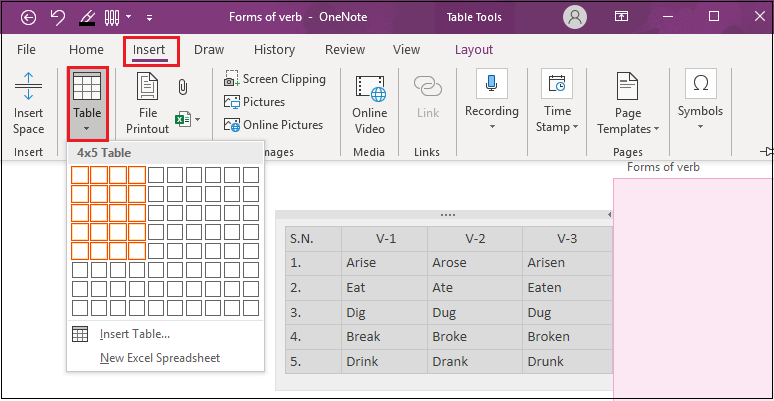 Forms of verb - OneNote
Table Tools
File Home Insert Draw History Review View Layout
Insert Space
Table
File Printout
Screen Clipping
Pictures
Online Pictures
Online Video
Link
Recording
Time Stamp
Page Templates
Symbols
Insert
ages
Media
Links
Pages
4x5 Table
Insert Table...
New Excel Spreadsheet
Forms of verb
S.N. V-1 V-2 V-3
1. Arise Arose Arisen
2. Eat Ate Eaten
3. Dig Dug Dug
4. Break Broke Broken
5. Drink Drank Drunk